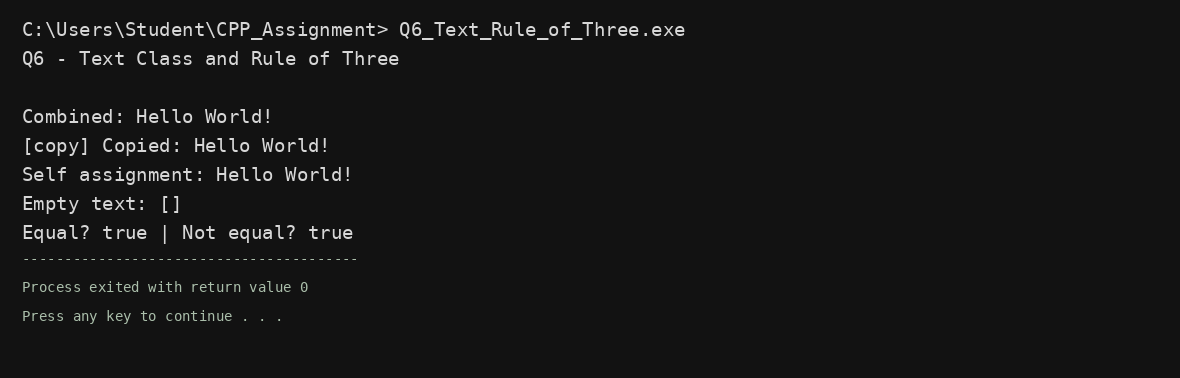 C:\Users\Student\CPP_Assignment> Q6_Text_Rule_of_Three.exe
Q6 - Text Class and Rule of Three
Combined: Hello World!
[copy] Copied: Hello World!
Self assignment: Hello World!
Empty text: []
Equal? true | Not equal? true
----------------------------------------
Process exited with return value 0
Press any key to continue . . .